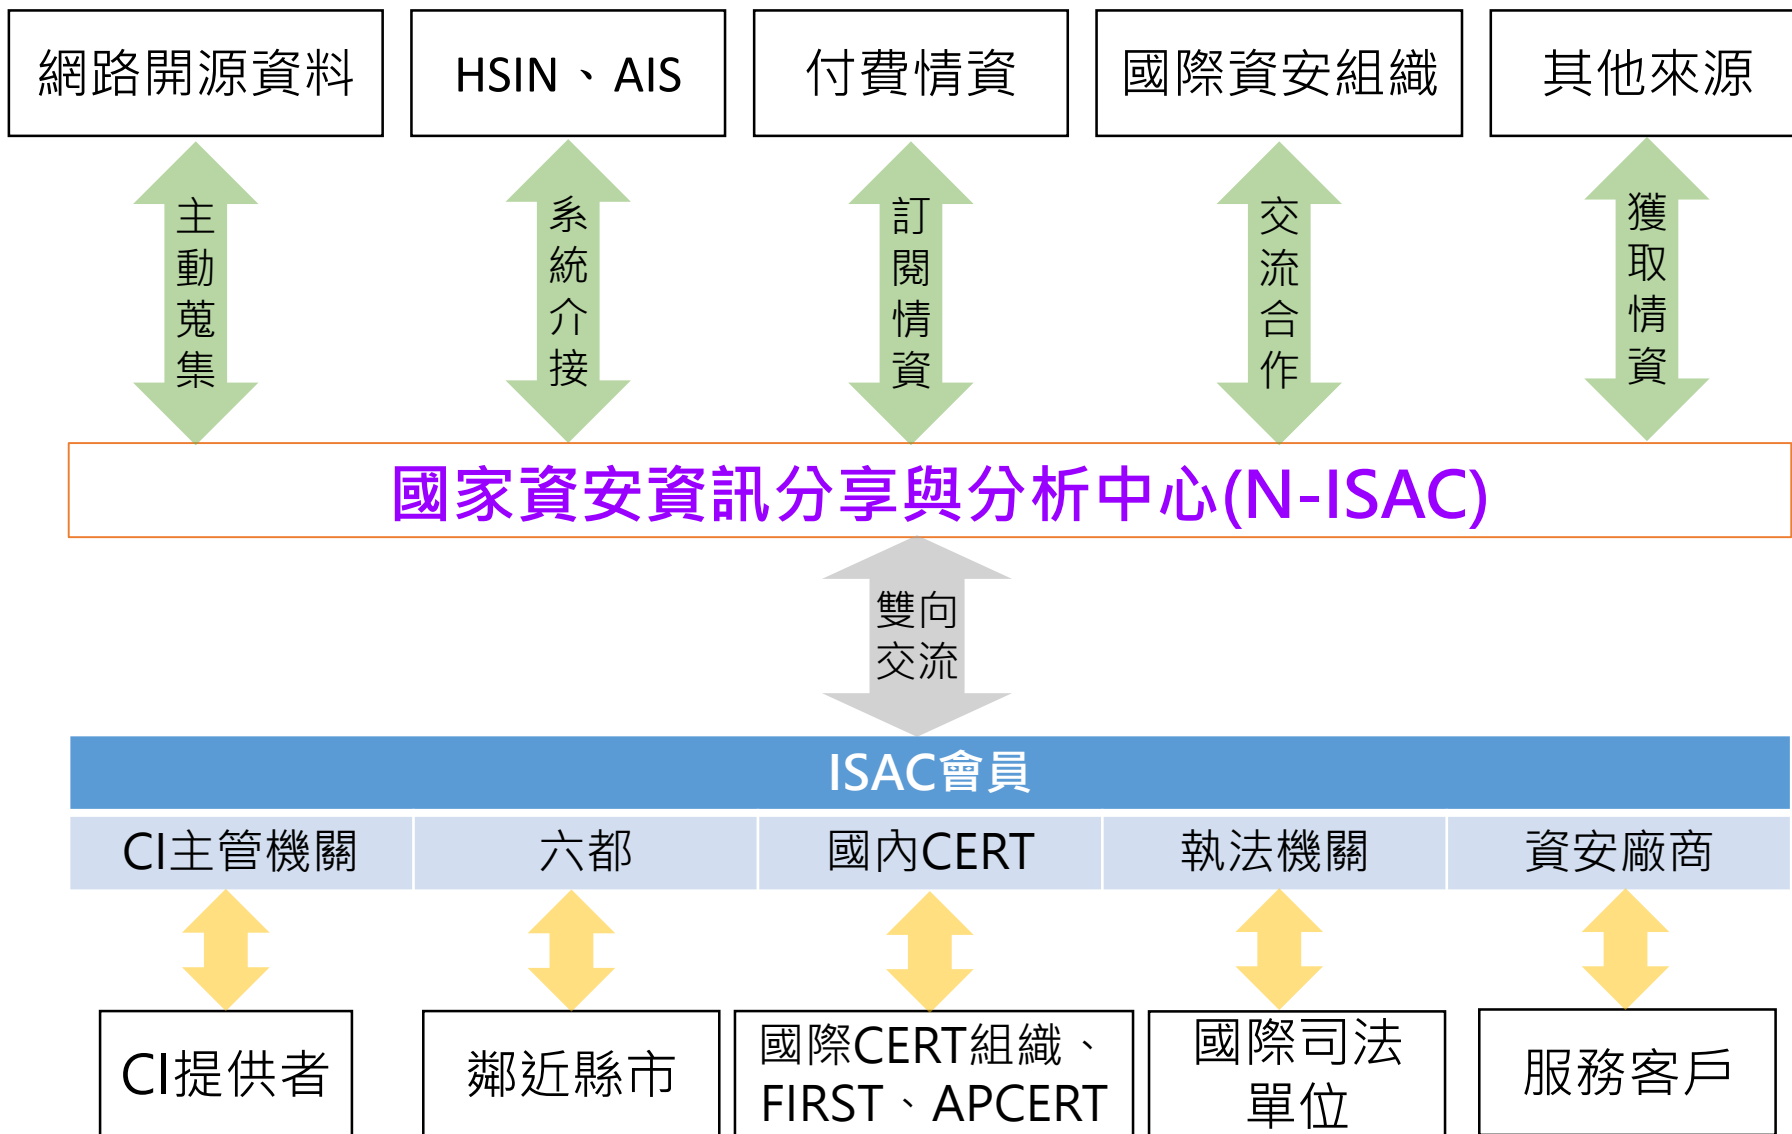 網路開源資料
HSIN、AIS
付費情資
國際資安組織
其他來源
主動蒐集
系統介接
訂閱情資
交流合作
獲取情資
國家資安資訊分享與分析中心(N-ISAC)
雙向
交流
ISAC會員
CI主管機關
六都
國內CERT
執法機關
資安廠商
CI提供者
鄰近縣市
國際CERT組織、
FIRST、APCERT
國際司法
單位
服務客戶